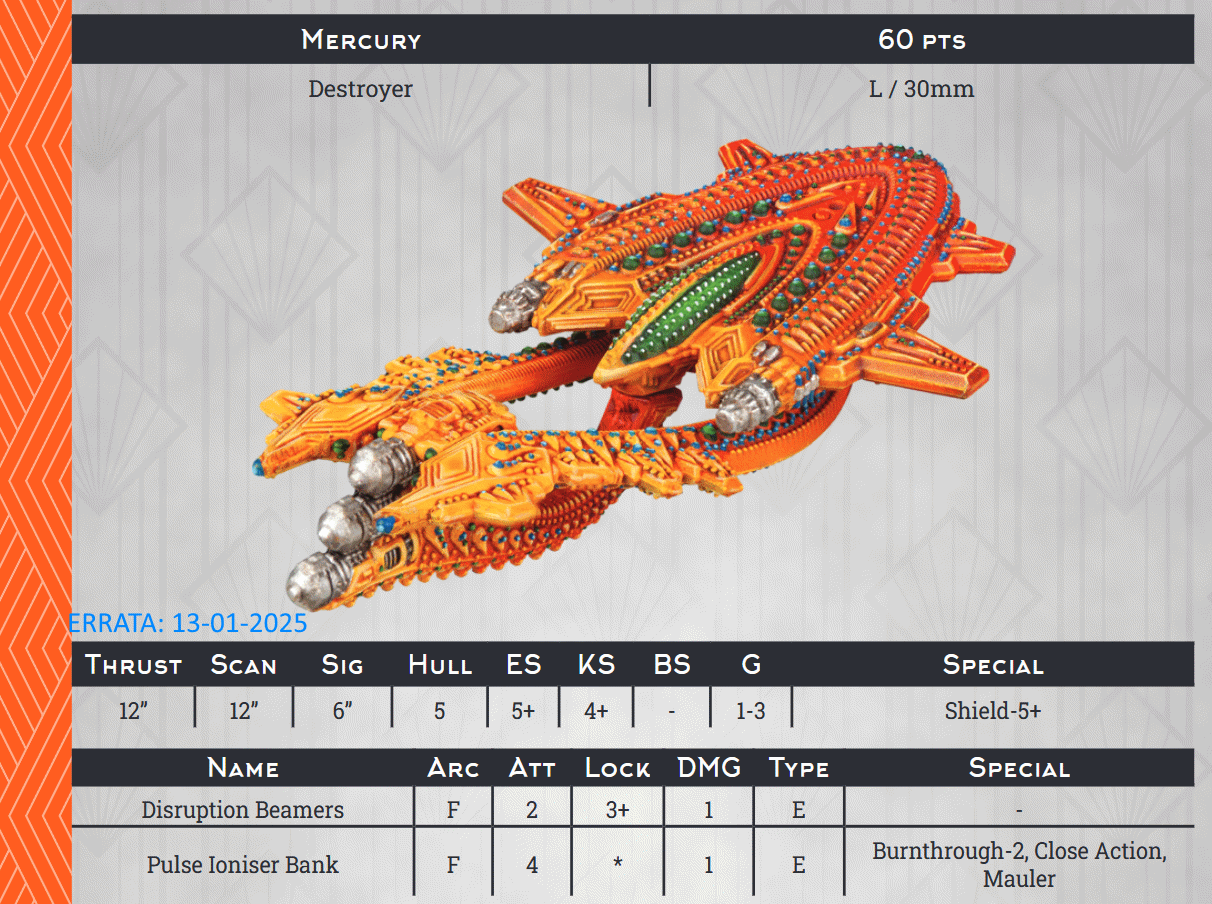 Mercury 60 pts
Destroyer L / 30mm
ERRATA: 13-01-2025
Thrust Scan Sig Hull ES KS BS G Special
12” 12” 6” 5 5+ 4+ - 1-3 Shield-5+
Name Arc Att Lock DMG Type Special
Disruption Beamers F 2 3+ 1 E -
Pulse Ioniser Bank F 4 * 1 E Burnthrough-2, Close Action,
Mauler